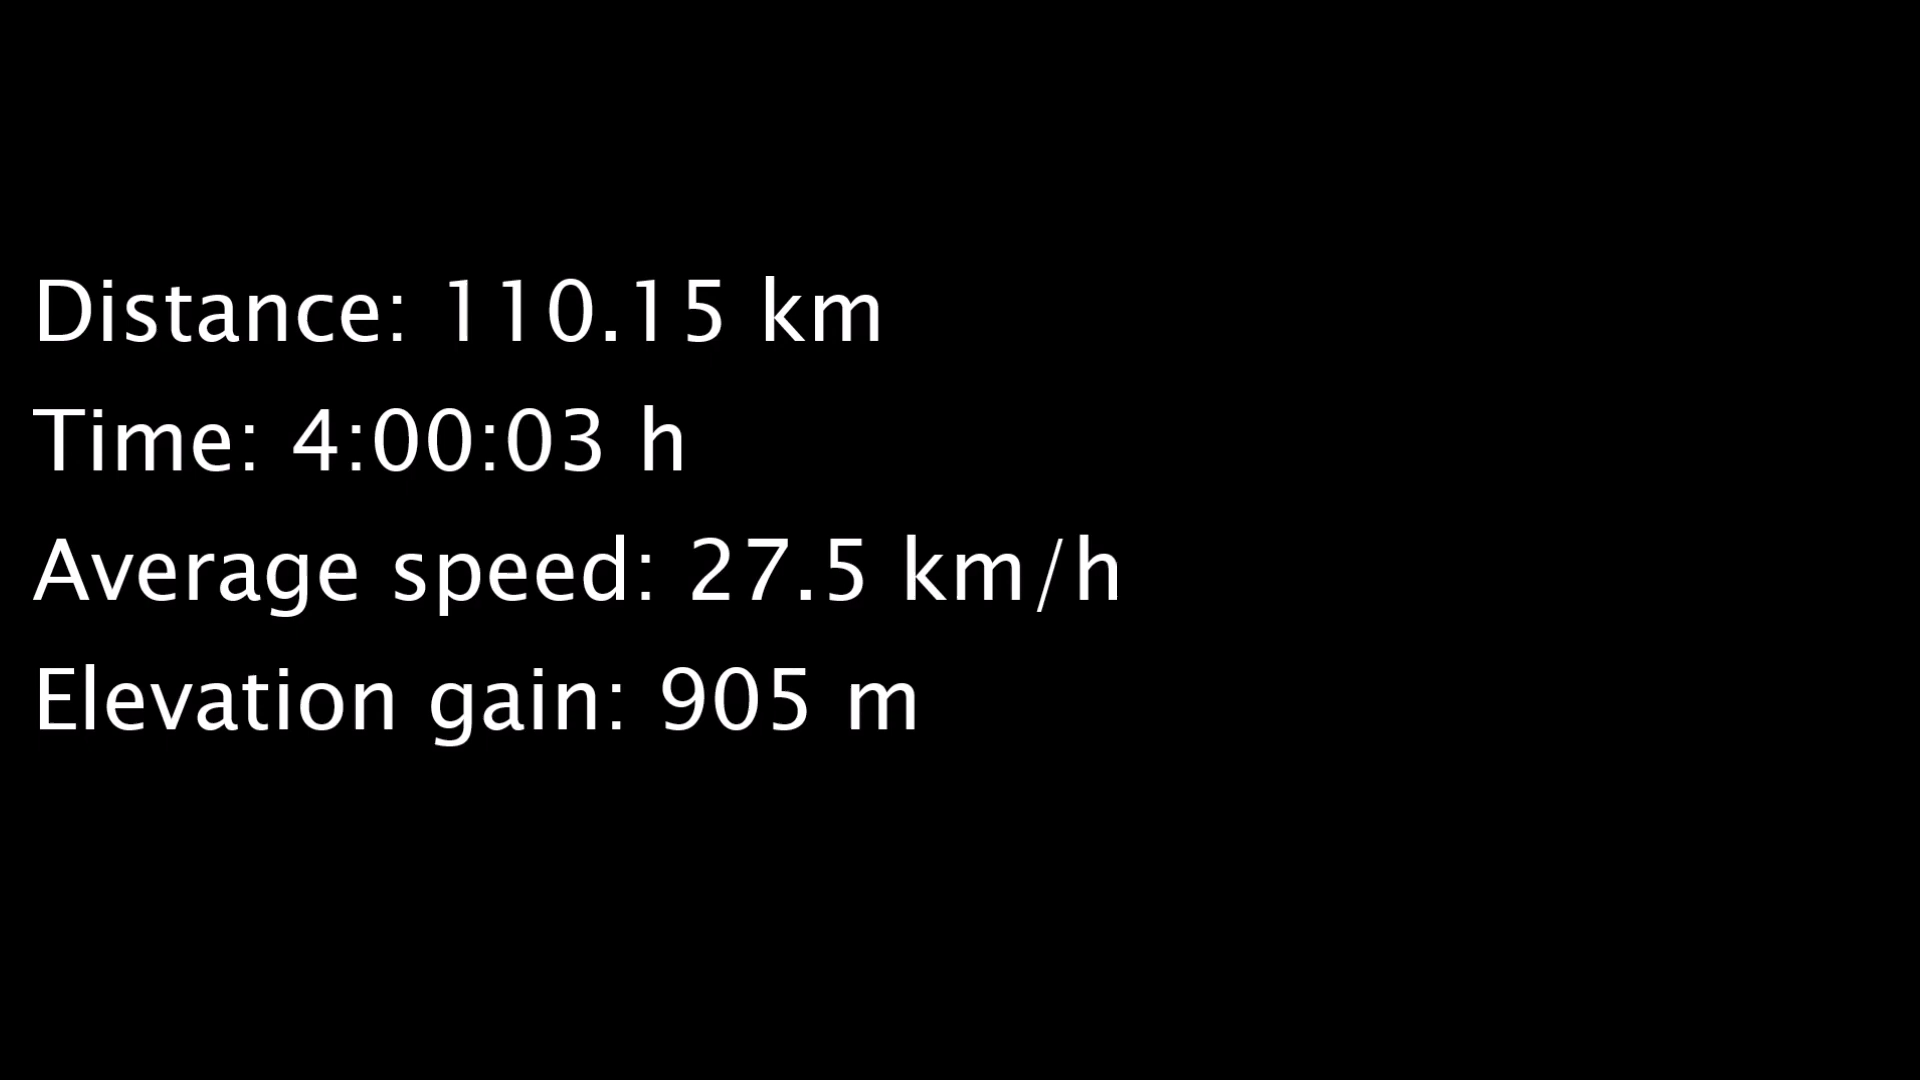 Distance: 110.15 km
Time: 4:00:03 h
Average speed: 27.5 km/h
Elevation gain: 905 m